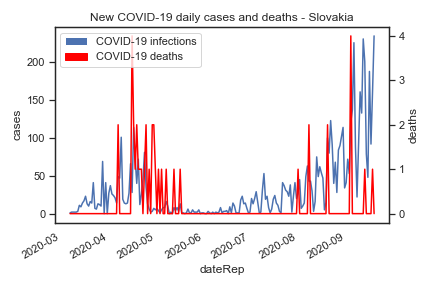 New COVID-19 daily cases and deaths - Slovakia
COVID-19 infections
COVID-19 deaths
200
150
100
50
0
cases
4
3
2
1
0
deaths
2020-03
2020-04
2020-05
2020-06
2020-07
2020-08
2020-09
dateRep